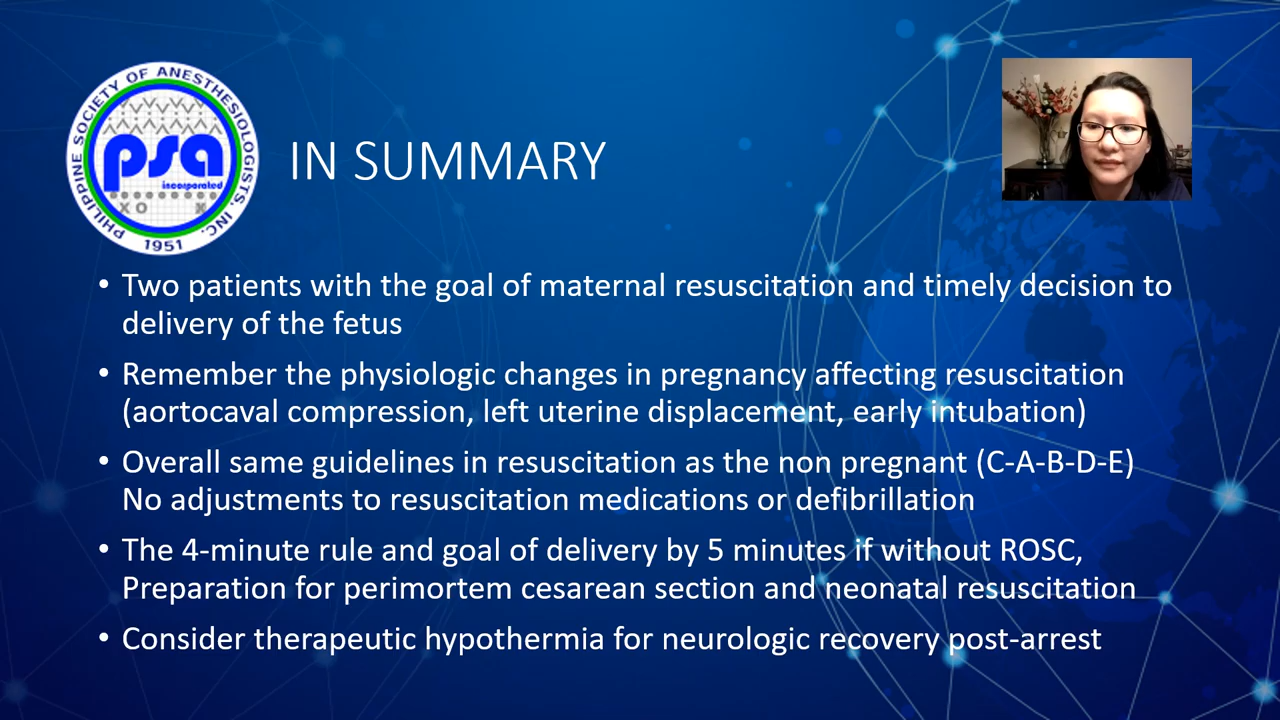 PHILIPPINE SOCIETY OF ANESTHESIOLOGISTS, INC.
psa
incorporated
X O X
1951
IN SUMMARY
• Two patients with the goal of maternal resuscitation and timely decision to
delivery of the fetus
• Remember the physiologic changes in pregnancy affecting resuscitation
(aortocaval compression, left uterine displacement, early intubation)
• Overall same guidelines in resuscitation as the non pregnant (C-A-B-D-E)
No adjustments to resuscitation medications or defibrillation
• The 4-minute rule and goal of delivery by 5 minutes if without ROSC,
Preparation for perimortem cesarean section and neonatal resuscitation
• Consider therapeutic hypothermia for neurologic recovery post-arrest